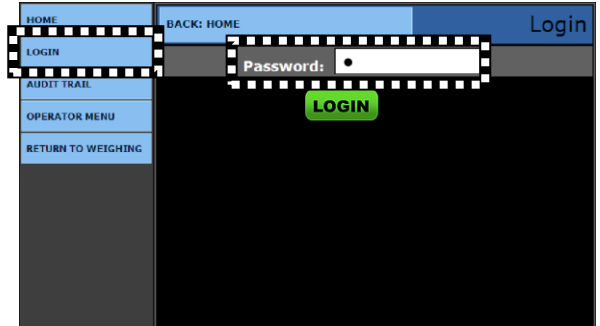 HOME
LOGIN
AUDIT TRAIL
OPERATOR MENU
RETURN TO WEIGHING
BACK: HOME
Login
Password: •
LOGIN